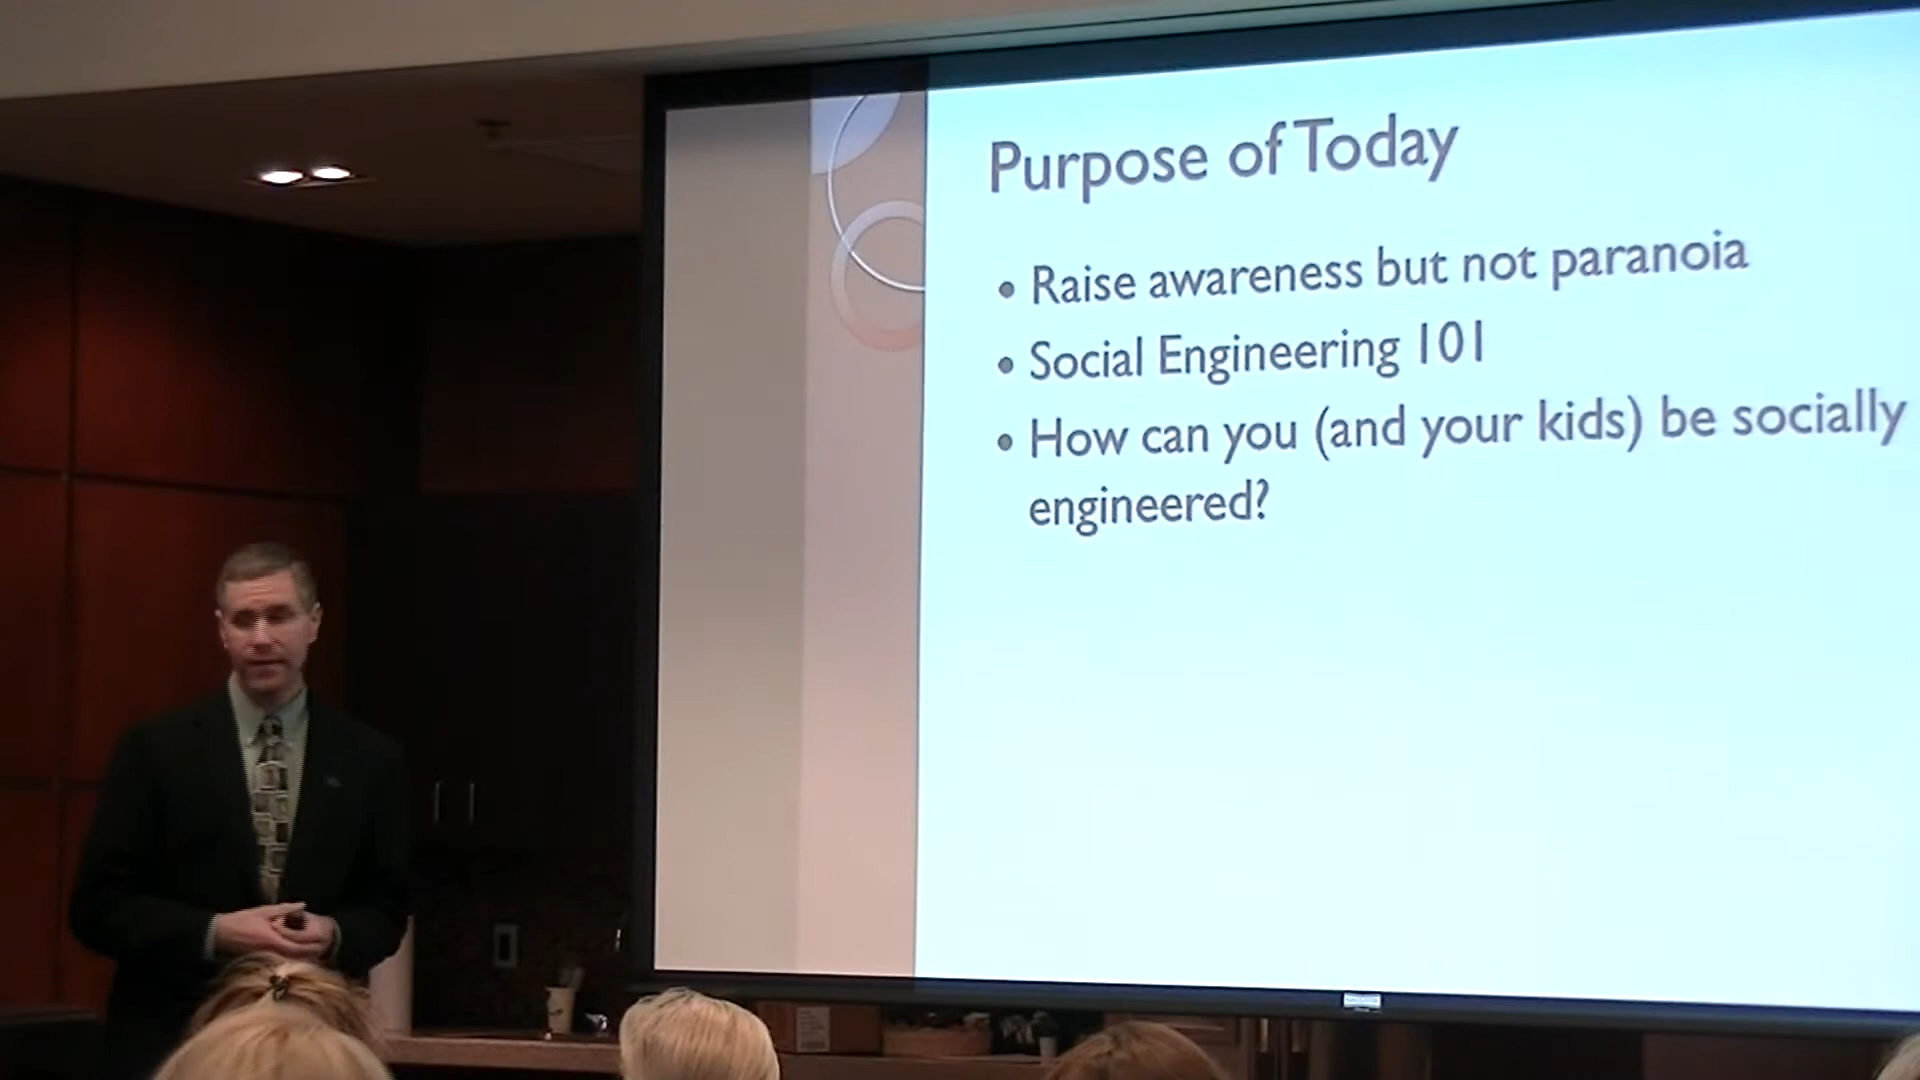 Purpose of Today
• Raise awareness but not paranoia
• Social Engineering 101
• How can you (and your kids) be socially
engineered?